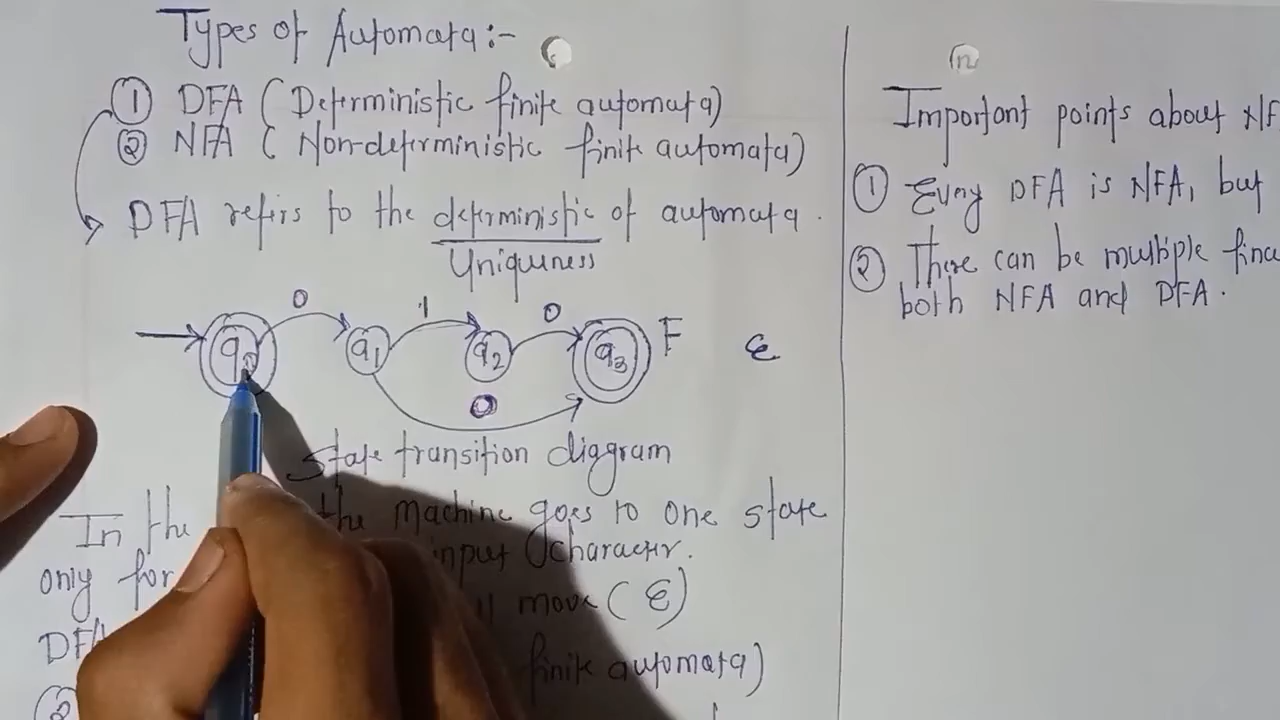 Types of Automata:-
① DFA (Deterministic finite automata)
② NFA (Non-deterministic finite automata)
DFA refers to the deterministic of automata.
Uniqueness
0 1 0
q0 q1 q2 q3 F ε
0
State transition diagram
In the the machine goes to one state
only for input character.
DFA move (ε)
② finite automata)
n
Important points about NF
① Every DFA is NFA, but
② There can be multiple fina
both NFA and DFA.